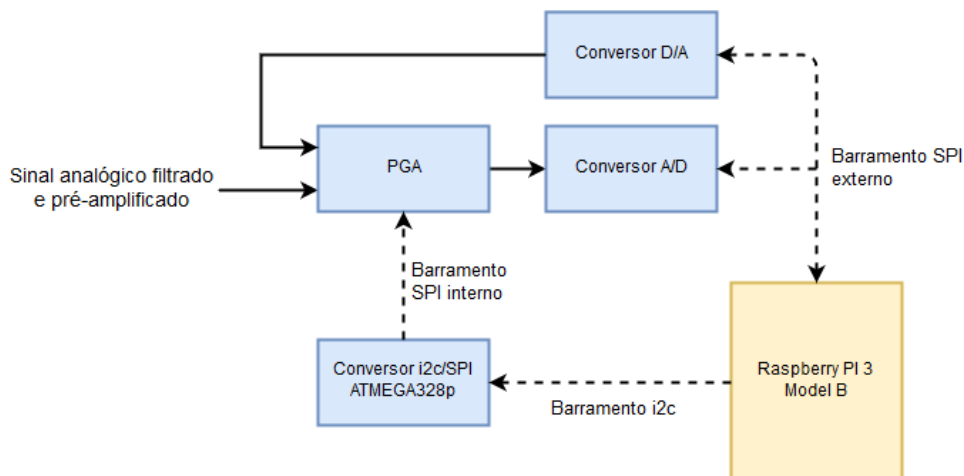 Conversor D/A
PGA
Conversor A/D
Barramento SPI
externo
Sinal analógico filtrado
e pré-amplificado
Barramento
SPI interno
Conversor i2c/SPI
ATMEGA328p
Raspberry PI 3
Model B
Barramento i2c